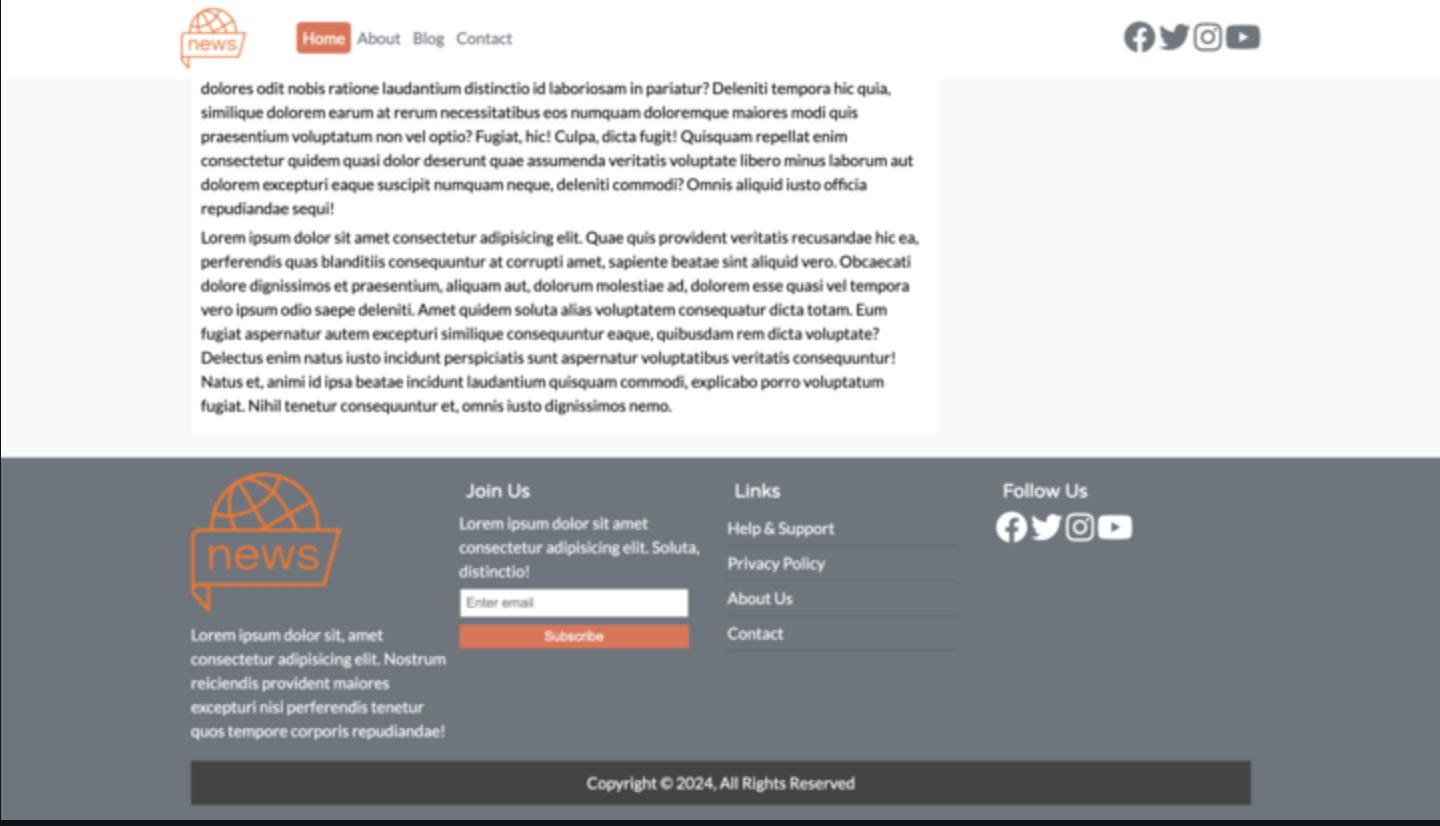 news
Home About Blog Contact
dolores odit nobis ratione laudantium distinctio id laboriosam in pariatur? Deleniti tempora hic quia,
similique dolorem earum at rerum necessitatibus eos numquam doloremque maiores modi quis
praesentium voluptatum non vel optio? Fugiat, hic! Culpa, dicta fugit! Quisquam repellat enim
consectetur quidem quasi dolor deserunt quae assumenda veritatis voluptate libero minus laborum aut
dolorem excepturi eaque suscipit numquam neque, deleniti commodi? Omnis aliquid iusto officia
repudiandae sequi!
Lorem ipsum dolor sit amet consectetur adipisicing elit. Quae quis provident veritatis recusandae hic ea,
perferendis quas blanditiis consequuntur at corrupti amet, sapiente beatae sint aliquid vero. Obcaecati
dolore dignissimos et praesentium, aliquam aut, dolorum molestiae ad, dolorem esse quasi vel tempora
vero ipsum odio saepe deleniti. Amet quidem soluta alias voluptatem consequatur dicta totam. Eum
fugiat aspernatur autem excepturi similique consequuntur eaque, quibusdam rem dicta voluptate?
Delectus enim natus iusto incidunt perspiciatis sunt aspernatur voluptatibus veritatis consequuntur!
Natus et, animi id ipsa beatae incidunt laudantium quisquam commodi, explicabo porro voluptatum
fugiat. Nihil tenetur consequuntur et, omnis iusto dignissimos nemo.
news
Lorem ipsum dolor sit, amet
consectetur adipisicing elit. Nostrum
reiciendis provident maiores
excepturi nisi perferendis tenetur
quos tempore corporis repudiandae!
Join Us
Lorem ipsum dolor sit amet
consectetur adipisicing elit. Soluta,
distinctio!
Enter email
Subscribe
Links
Help & Support
Privacy Policy
About Us
Contact
Follow Us
Copyright © 2024, All Rights Reserved